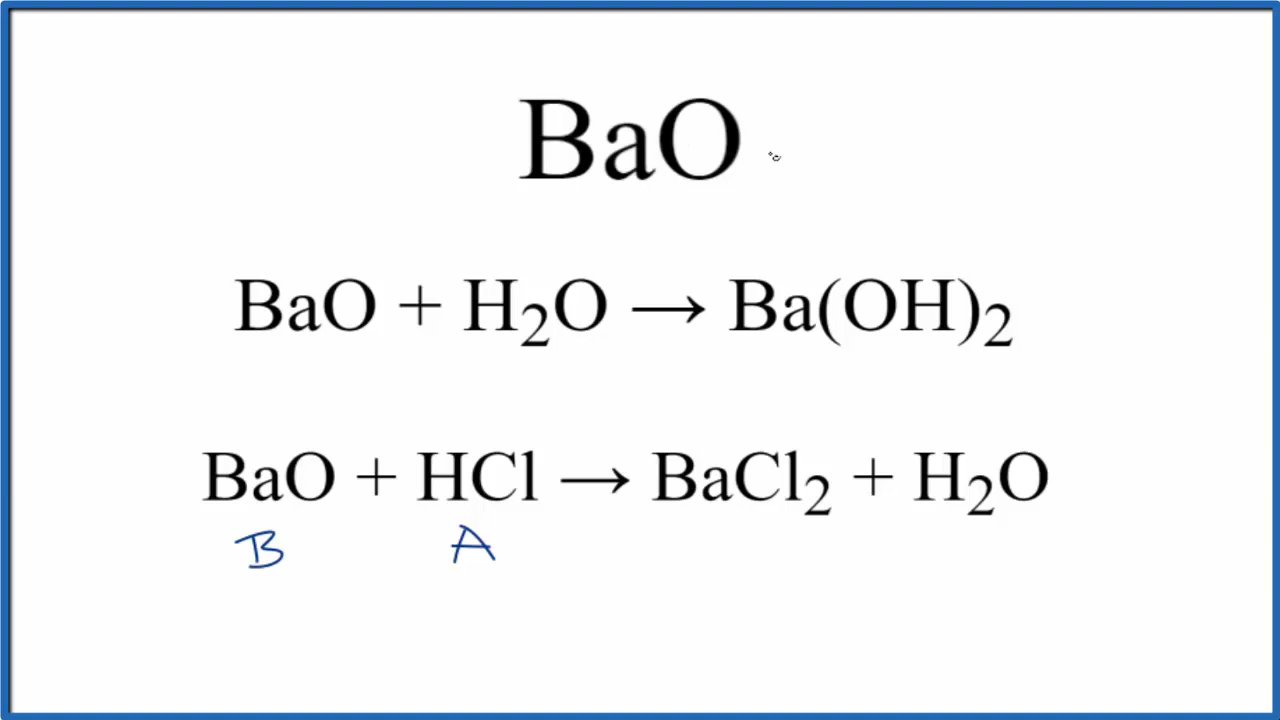 BaO
BaO + H₂O → Ba(OH)₂
BaO + HCl → BaCl₂ + H₂O
B A